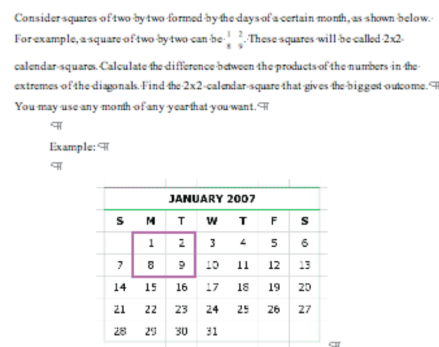 Consider squares of two by two formed by the days of a certain month, as shown below.
For example, a square of two by two can be 1 2
8 9 . These squares will be called 2x2-
calendar-squares. Calculate the difference between the products of the numbers in the
extremes of the diagonals. Find the 2x2-calendar-square that gives the biggest outcome.¶
You may use any month of any year that you want.¶
¶
Example:¶
¶
JANUARY 2007
S M T W T F S
1 2 3 4 5 6
7 8 9 10 11 12 13
14 15 16 17 18 19 20
21 22 23 24 25 26 27
28 29 30 31
¶